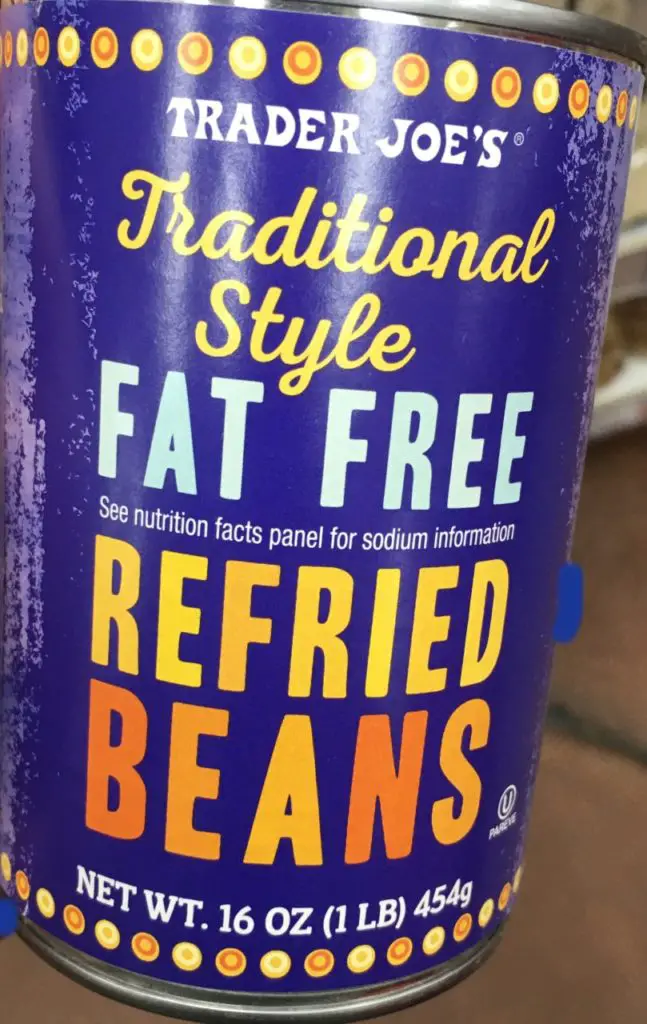 TRADER JOE'S®
Traditional
Style
FAT FREE
See nutrition facts panel for sodium information
REFRIED
BEANS
U
PAREVE
NET WT. 16 OZ (1 LB) 454g